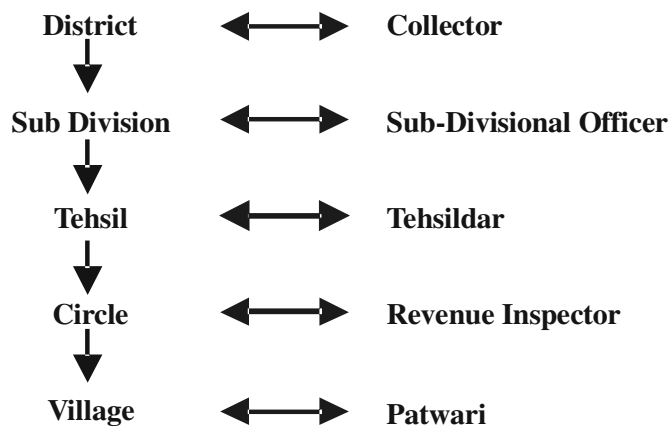 District Collector
Sub Division Sub-Divisional Officer
Tehsil Tehsildar
Circle Revenue Inspector
Village Patwari